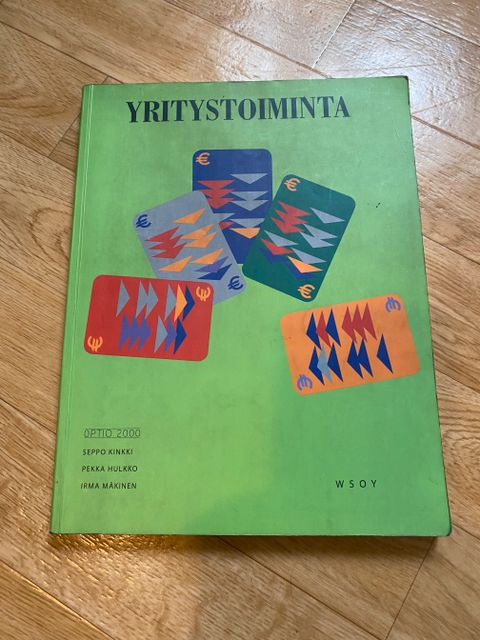 YRITYSTOIMINTA
€
€
€
€
€
OPTIO 2000
SEPPO KINKKI
PEKKA HULKKO
IRMA MÄKINEN
WSOY